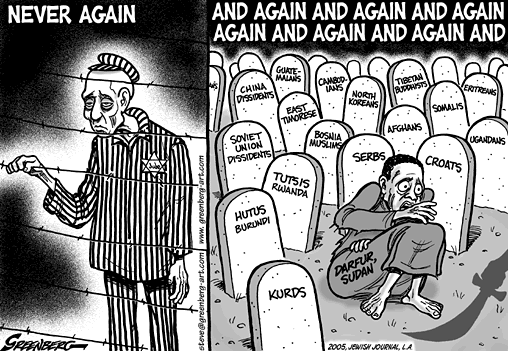 NEVER AGAIN
GREENBERG
steve@greenberg-art.com www.greenberg-art.com
AND AGAIN AND AGAIN AND AGAIN
AGAIN AND AGAIN AND AGAIN AND
GUATE-
MALANS
CAMBOD-
IANS
TIBETAN
BUDDHISTS
ERITREANS
CHINA
DISSIDENTS
NORTH
KOREANS
SOMALIS
EAST
TIMORESE
AFGHANS
UGANDANS
SOVIET
UNION
DISSIDENTS
BOSNIA
MUSLIMS
SERBS
CROATS
TUTSIS
RWANDA
HUTUS
BURUNDI
DARFUR,
SUDAN
KURDS
2005, JEWISH JOURNAL, L.A.